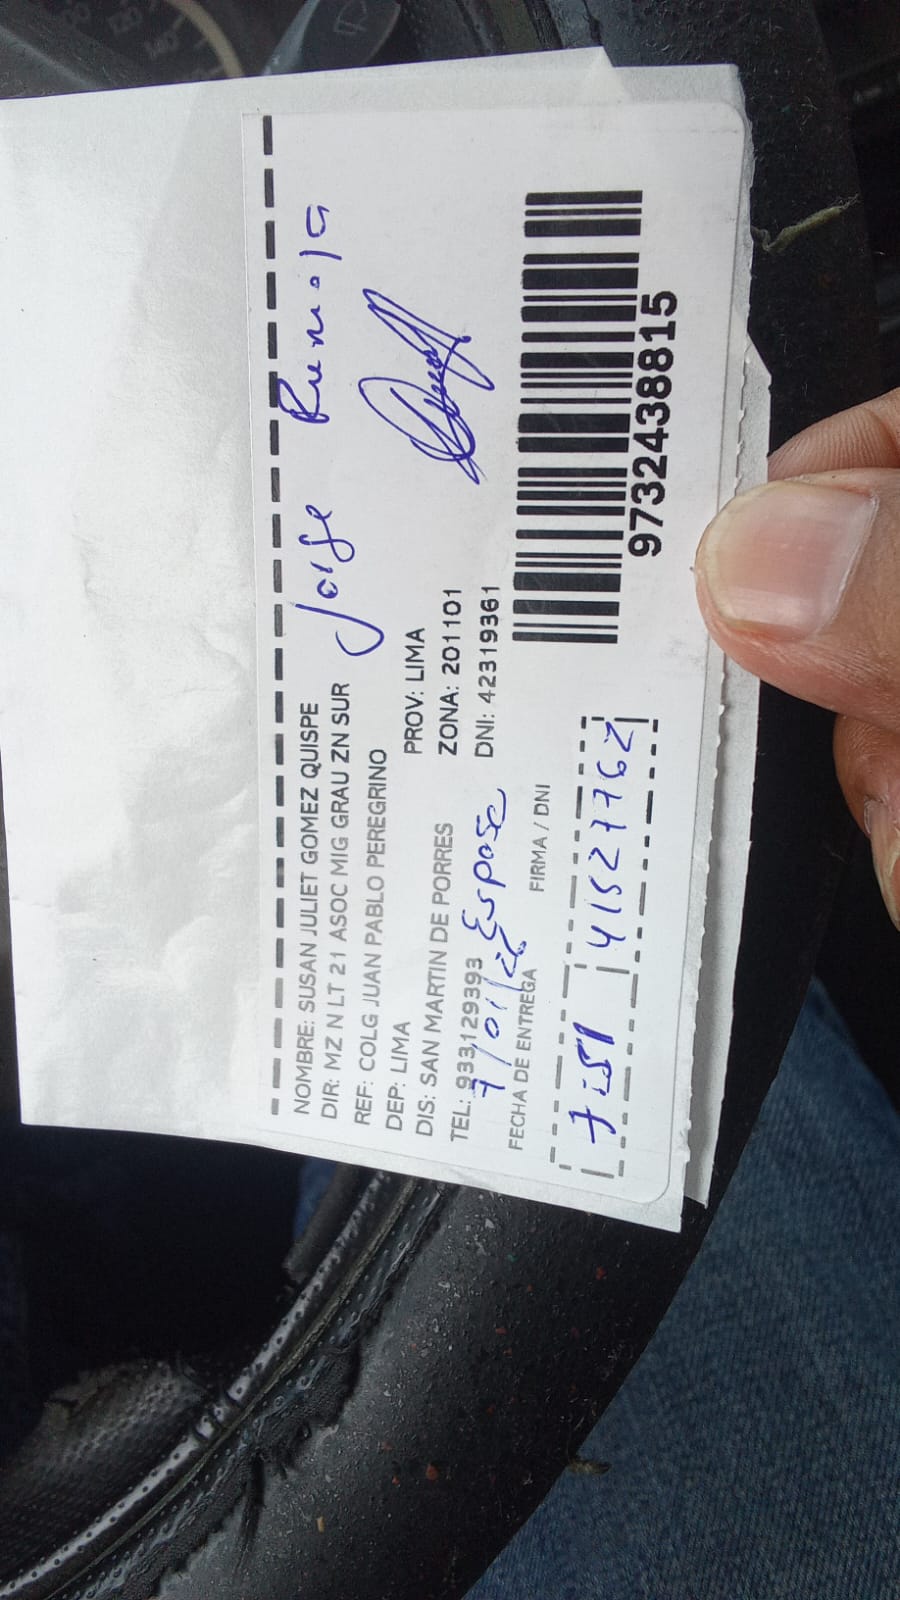 NOMBRE: SUSAN JULIET GOMEZ QUISPE
DIR: MZ N LT 21 ASOC MIG GRAU ZN SUR
Jorge
REF: COLG JUAN PABLO PEREGRINO
DEP: LIMA PROV: LIMA
DIS: SAN MARTIN DE PORRES ZONA: 201101
TEL: 933129393 DNI: 42319361
Esposo
FECHA DE ENTREGA FIRMA / DNI
41527762
9732438815